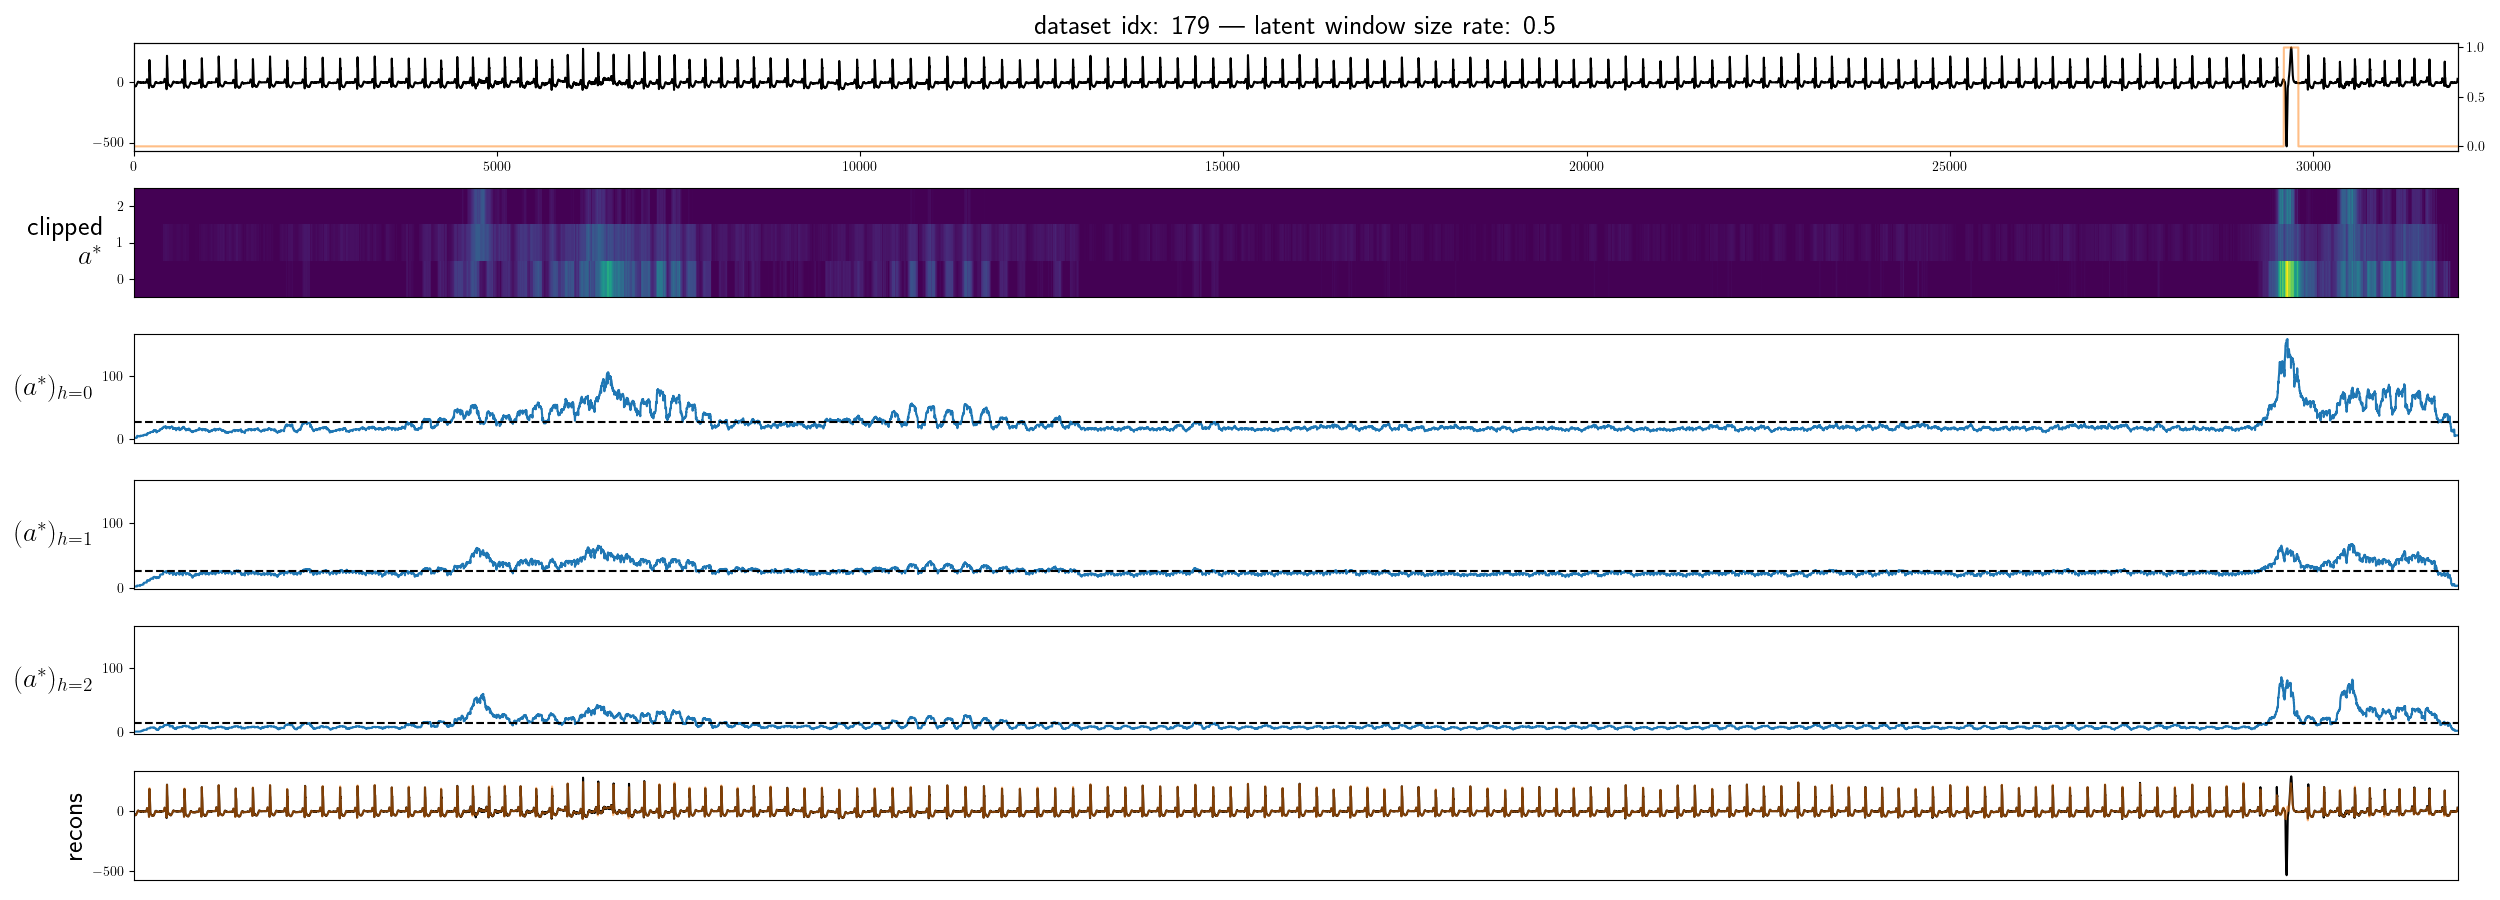 dataset idx: 179 — latent window size rate: 0.5
0
−500
1.0
0.5
0.0
0 5000 10000 15000 20000 25000 30000
clipped
a*
2
1
0
(a*)h=0
100
0
(a*)h=1
100
0
(a*)h=2
100
0
recons
0
−500